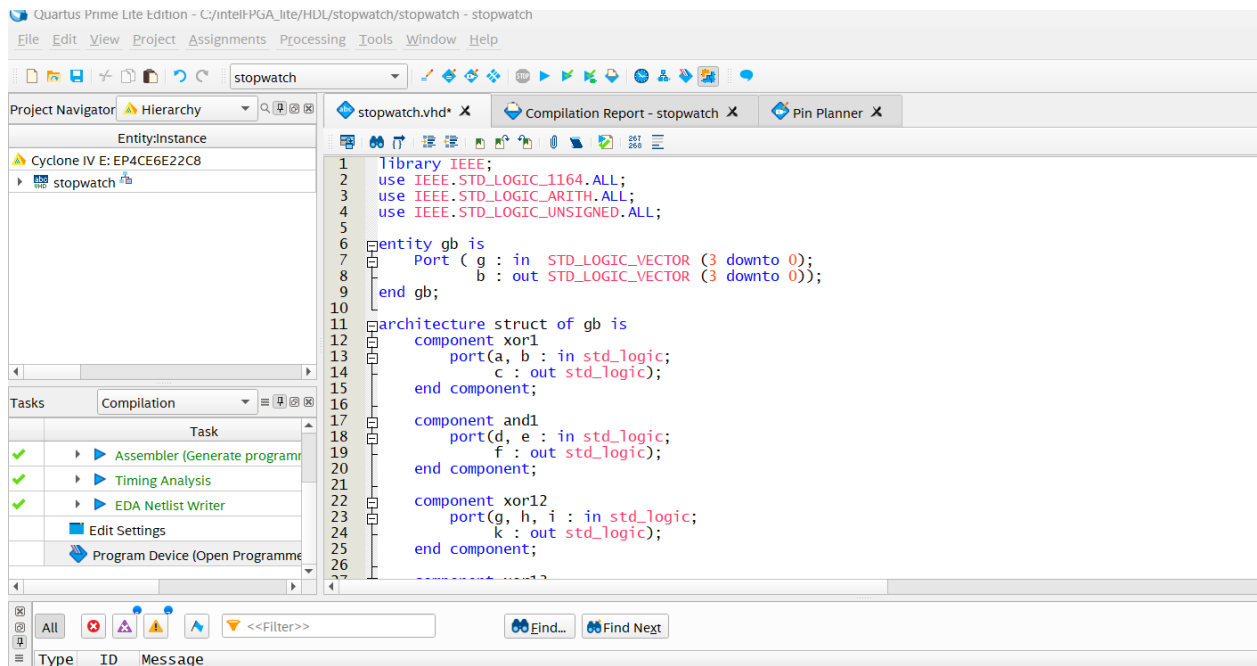 Quartus Prime Lite Edition - C:/intelFPGA_lite/HDL/stopwatch/stopwatch - stopwatch
File Edit View Project Assignments Processing Tools Window Help
stopwatch
Project Navigator Hierarchy
Entity:Instance
Cyclone IV E: EP4CE6E22C8
stopwatch
Tasks Compilation
Task
Assembler (Generate programm
Timing Analysis
EDA Netlist Writer
Edit Settings
Program Device (Open Programme
stopwatch.vhd* Compilation Report - stopwatch Pin Planner
267
268
1 library IEEE;
2 use IEEE.STD_LOGIC_1164.ALL;
3 use IEEE.STD_LOGIC_ARITH.ALL;
4 use IEEE.STD_LOGIC_UNSIGNED.ALL;
5
6 entity gb is
7 Port ( g : in STD_LOGIC_VECTOR (3 downto 0);
8 b : out STD_LOGIC_VECTOR (3 downto 0));
9 end gb;
10
11 architecture struct of gb is
12 component xor1
13 port(a, b : in std_logic;
14 c : out std_logic);
15 end component;
16
17 component and1
18 port(d, e : in std_logic;
19 f : out std_logic);
20 end component;
21
22 component xor12
23 port(g, h, i : in std_logic;
24 k : out std_logic);
25 end component;
26
27 component xor13
All <<Filter>> Find... Find Next
Type ID Message